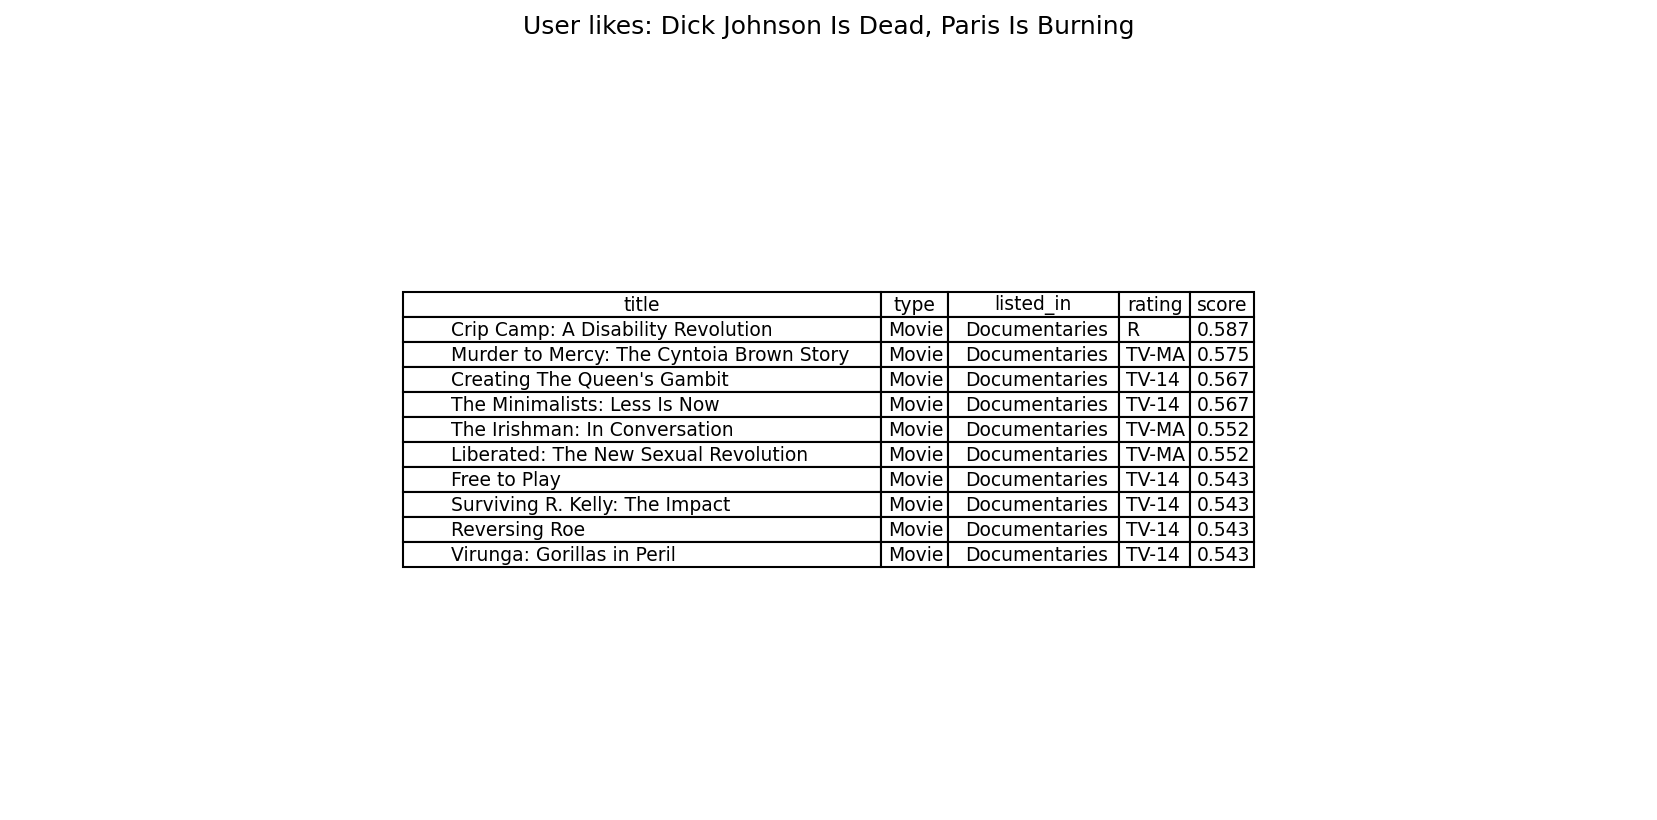 User likes: Dick Johnson Is Dead, Paris Is Burning
title type listed_in rating score
Crip Camp: A Disability Revolution Movie Documentaries R 0.587
Murder to Mercy: The Cyntoia Brown Story Movie Documentaries TV-MA 0.575
Creating The Queen's Gambit Movie Documentaries TV-14 0.567
The Minimalists: Less Is Now Movie Documentaries TV-14 0.567
The Irishman: In Conversation Movie Documentaries TV-MA 0.552
Liberated: The New Sexual Revolution Movie Documentaries TV-MA 0.552
Free to Play Movie Documentaries TV-14 0.543
Surviving R. Kelly: The Impact Movie Documentaries TV-14 0.543
Reversing Roe Movie Documentaries TV-14 0.543
Virunga: Gorillas in Peril Movie Documentaries TV-14 0.543